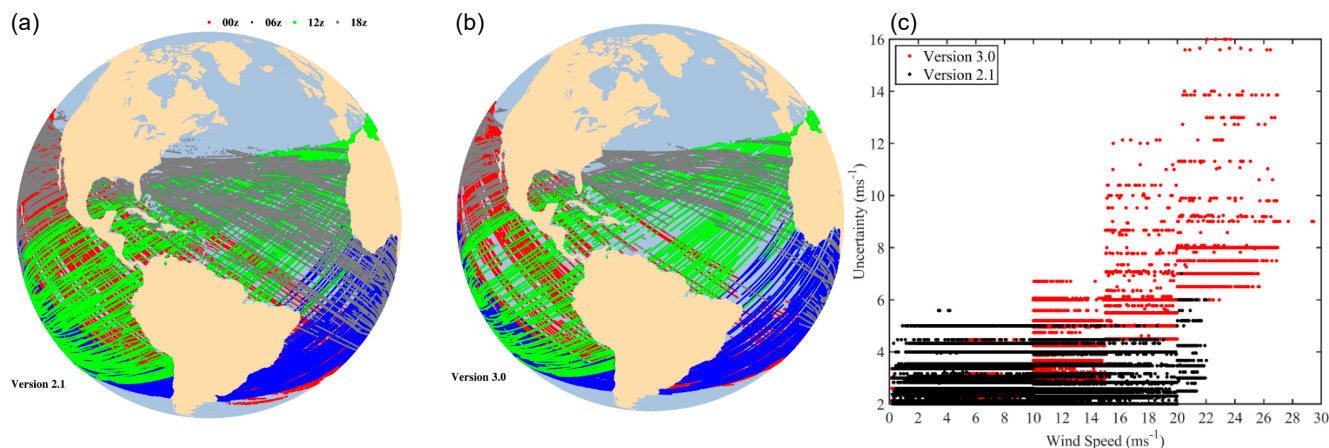 (a)
00z 06z 12z 18z
Version 2.1
(b)
Version 3.0
(c)
Version 3.0
Version 2.1
16
14
12
10
8
6
4
2
Uncertainty (ms-1)
0 2 4 6 8 10 12 14 16 18 20 22 24 26 28 30
Wind Speed (ms-1)